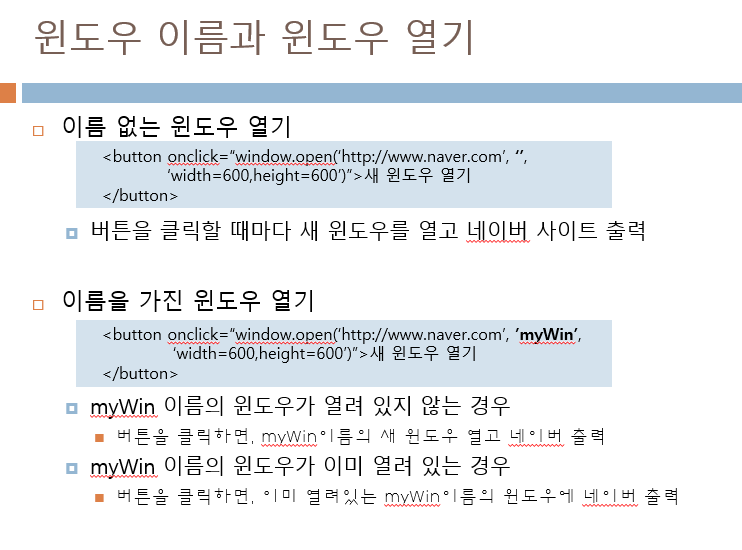 윈도우 이름과 윈도우 열기
이름 없는 윈도우 열기
<button onclick=“window.open(‘http://www.naver.com’, ‘’,
‘width=600,height=600’)”>새 윈도우 열기
</button>
버튼을 클릭할 때마다 새 윈도우를 열고 네이버 사이트 출력
이름을 가진 윈도우 열기
<button onclick=“window.open(‘http://www.naver.com’, ‘myWin’,
‘width=600,height=600’)”>새 윈도우 열기
</button>
myWin 이름의 윈도우가 열려 있지 않는 경우
버튼을 클릭하면, myWin이름의 새 윈도우 열고 네이버 출력
myWin 이름의 윈도우가 이미 열려 있는 경우
버튼을 클릭하면, 이미 열려있는 myWin이름의 윈도우에 네이버 출력